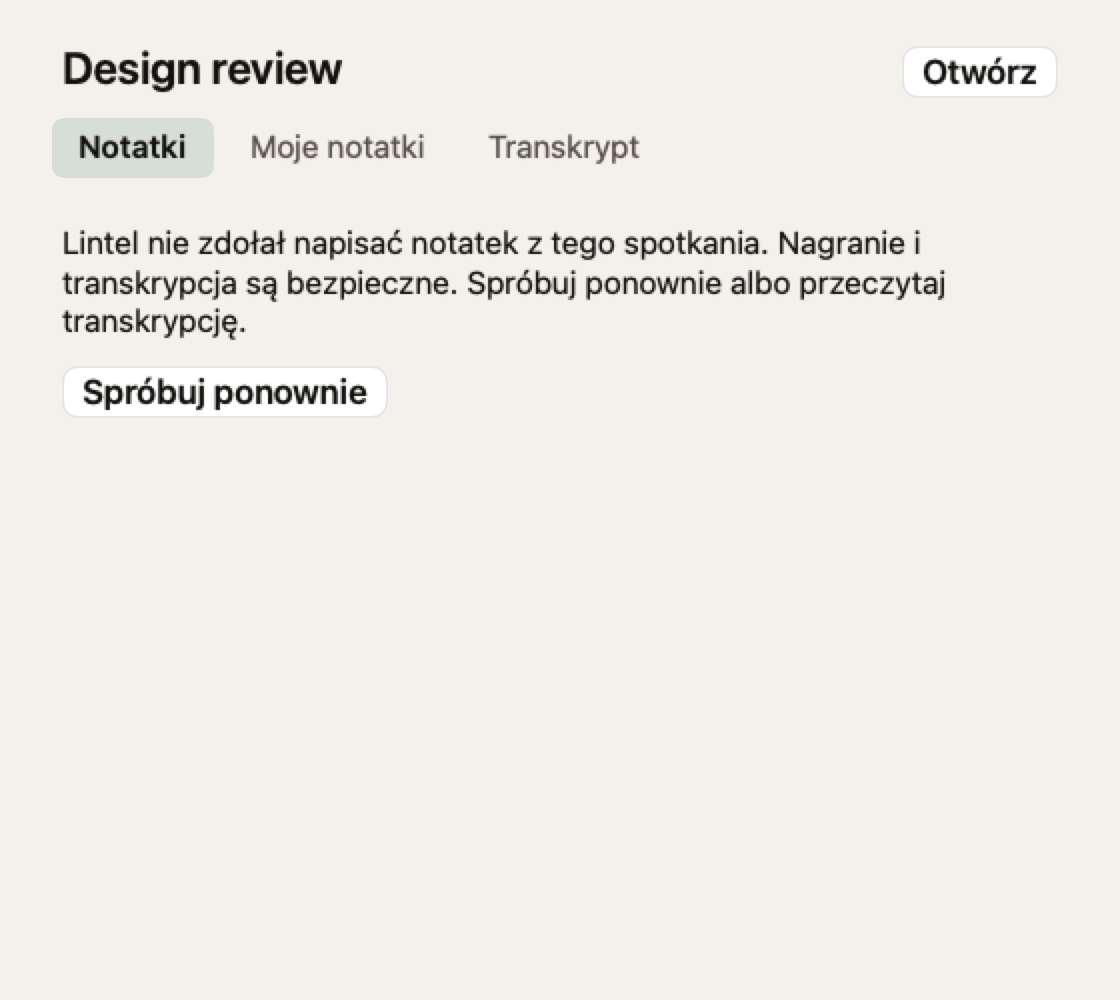 Design review
Otwórz
Notatki
Moje notatki
Transkrypt
Lintel nie zdołał napisać notatek z tego spotkania. Nagranie i
transkrypcja są bezpieczne. Spróbuj ponownie albo przeczytaj
transkrypcję.
Spróbuj ponownie